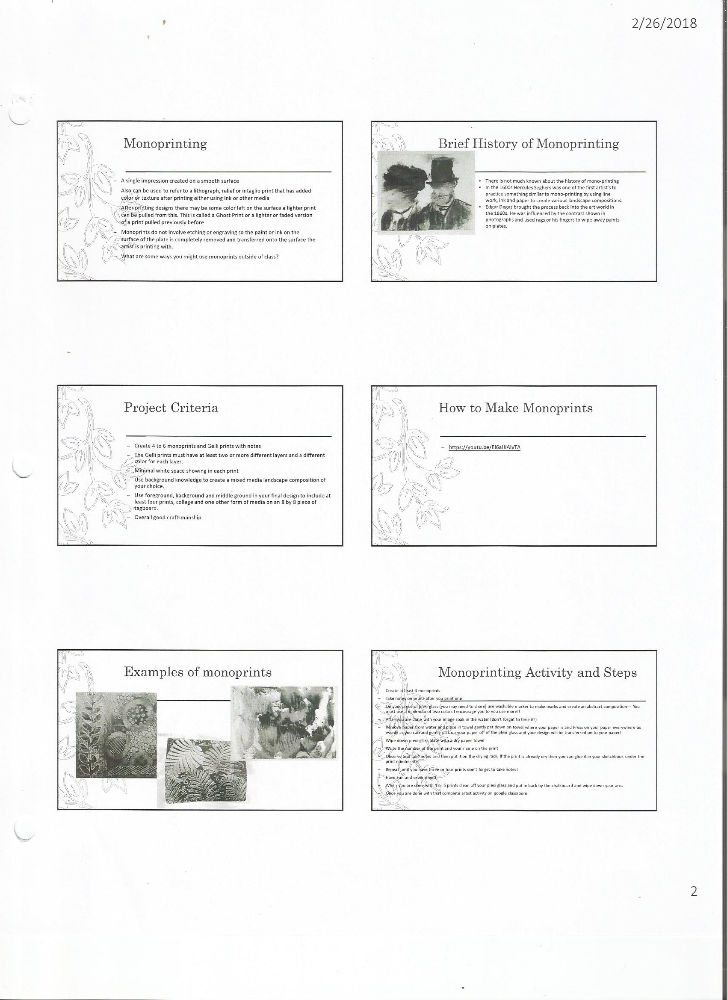 2/26/2018
Monoprinting
– A single impression created on a smooth surface
– Also can be used to refer to a lithograph, relief or intaglio print that has added
color or texture after printing either using ink or other media
– After printing designs there may be some color left on the surface a lighter print
can be pulled from this. This is called a Ghost Print or a lighter or faded version
of a print pulled previously before
– Monoprints do not involve etching or engraving so the paint or ink on the
surface of the plate is completely removed and transferred onto the surface the
artist is printing with.
– What are some ways you might use monoprints outside of class?
Brief History of Monoprinting
• There is not much known about the history of mono-printing
• In the 1600s Hercules Seghers was one of the first artist's to
practice something similar to mono-printing by using line
work, ink and paper to create various landscape compositions.
• Edgar Degas brought the process back into the art world in
the 1860s. He was influenced by the contrast shown in
photographs and used rags or his fingers to wipe away paints
on plates.
Project Criteria
– Create 4 to 6 monoprints and Gelli prints with notes
– The Gelli prints must have at least two or more different layers and a different
color for each layer.
– Minimal white space showing in each print
– Use background knowledge to create a mixed media landscape composition of
your choice.
– Use foreground, background and middle ground in your final design to include at
least four prints, collage and one other form of media on an 8 by 8 piece of
tagboard.
– Overall good craftsmanship
How to Make Monoprints
– https://youtu.be/
Examples of monoprints
Monoprinting Activity and Steps
– Create at least 4 monoprints
– Take notes on prints after you print one
– On your piece of plexi glass (you may need to share) use washable marker to make marks and create an abstract composition--- You
must use a minimum of two colors I encourage you to you use more!!
– After you are done with your image soak in the water (don't forget to time it!)
– Remove paper from water and place in towel gently pat down on towel where your paper is and Press on your paper everywhere as
evenly as you can and gently pick up your paper off of the plexi glass and your design will be transferred on to your paper!
– Wipe down plexi glass plate with a dry paper towel
– Write the number of the print and your name on the print
– Observe and take notes and then put it on the drying rack, If the print is already dry then you can glue it in your sketchbook under the
print number it is
– Repeat until you have three or four prints don't forget to take notes!
– Have Fun and experiment!
– When you are done with 4 or 5 prints clean off your plexi glass and put in back by the chalkboard and wipe down your area
– Once you are done with that complete artist activity on google classroom
2